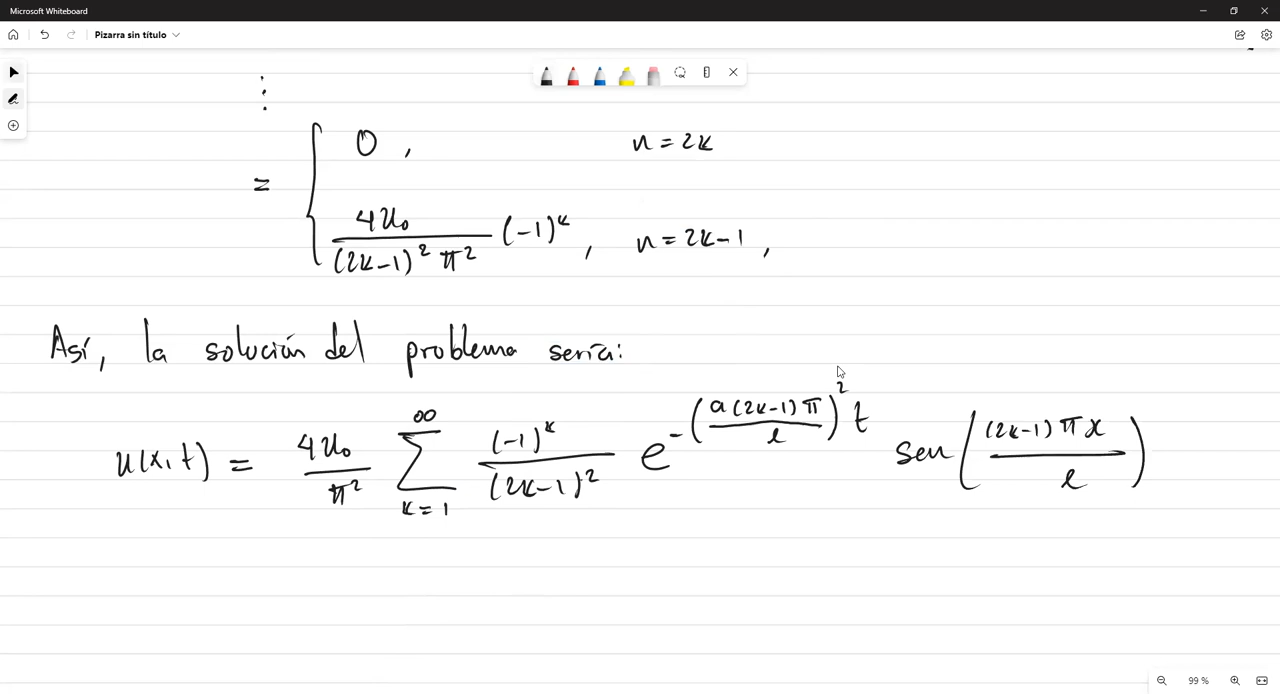 Microsoft Whiteboard
Pizarra sin título
⋮
= { 0 , n = 2k
4u₀ / (2k-1)² π² (-1)^k , n = 2k-1 ,
Así, la solución del problema sería:
u(x,t) = 4u₀/π² ∑_{k=1}^{∞} (-1)^k/(2k-1)² e^{-(a(2k-1)π/l)² t} sen((2k-1)πx/l)
99 %